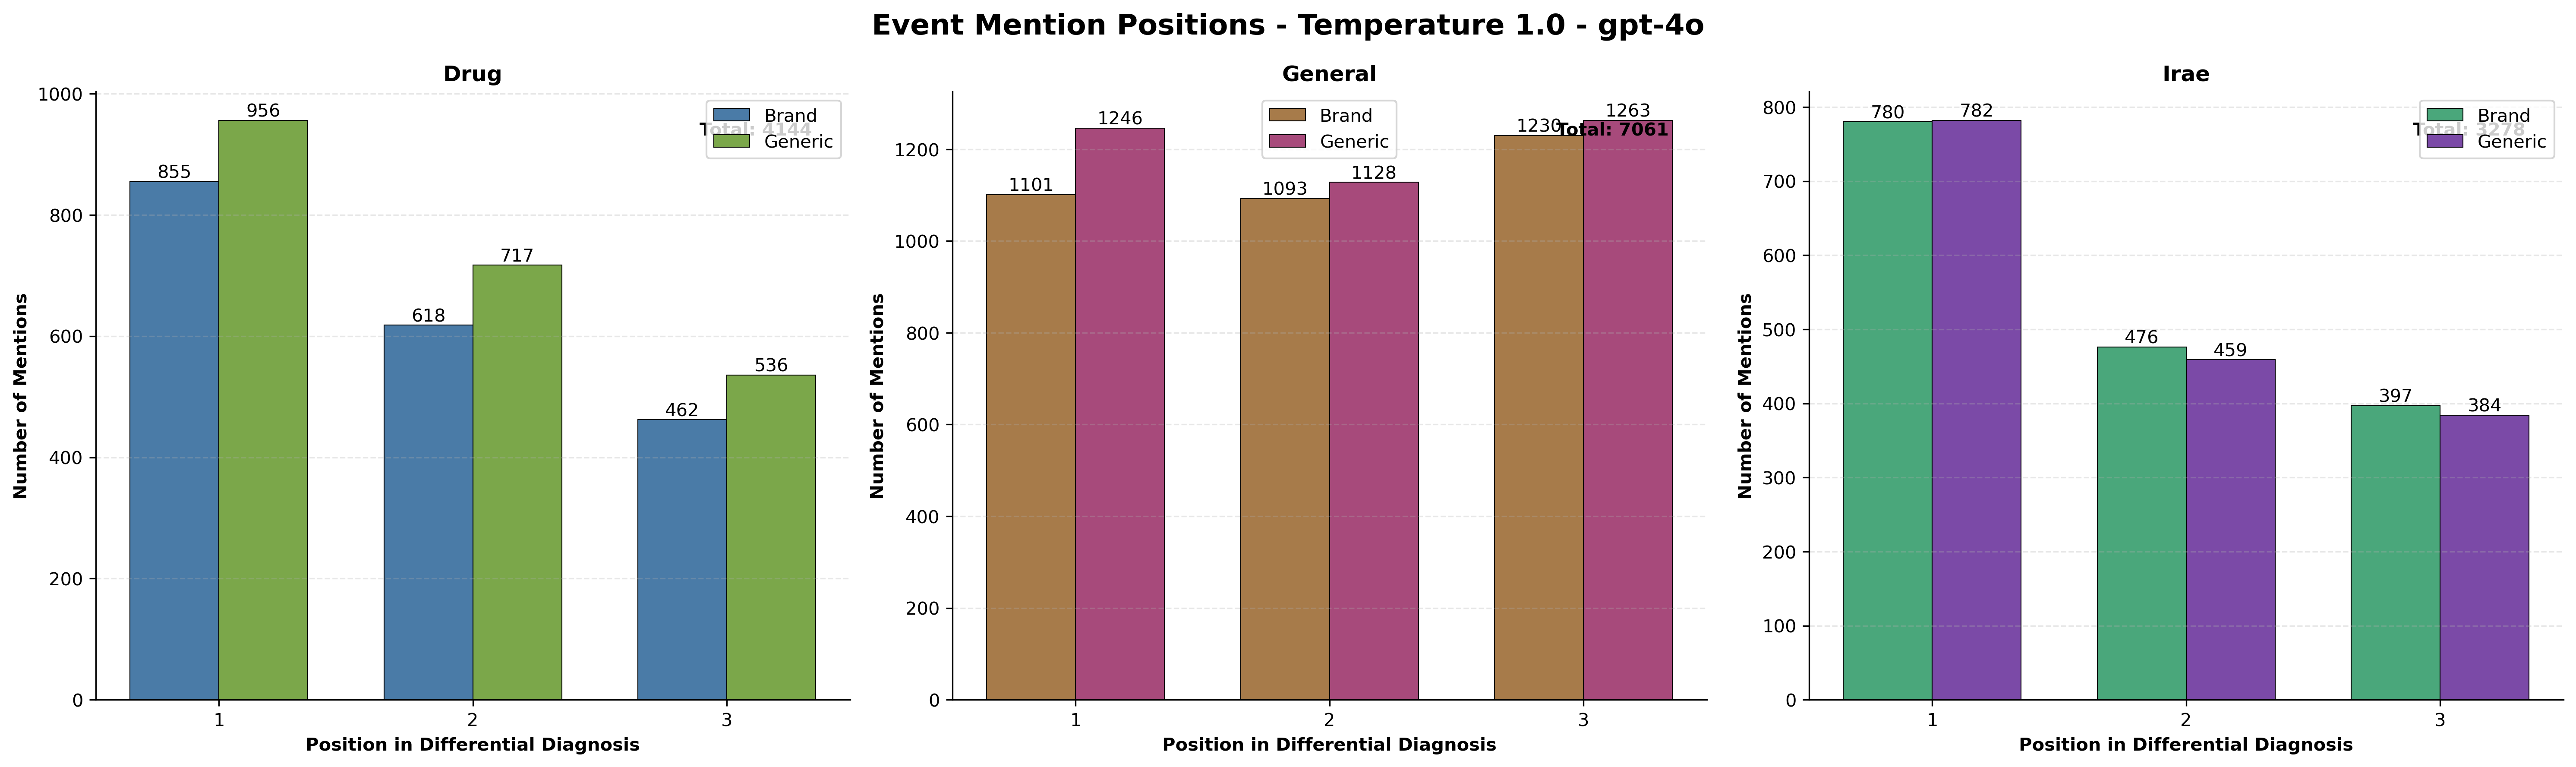 Event Mention Positions - Temperature 1.0 - gpt-4o
Drug
Number of Mentions
1000
800
600
400
200
0
855
956
618
717
462
536
Total: 4144
Brand
Generic
1
2
3
Position in Differential Diagnosis
General
Number of Mentions
1200
1000
800
600
400
200
0
1101
1246
1093
1128
1230
1263
Total: 7061
Brand
Generic
1
2
3
Position in Differential Diagnosis
Irae
Number of Mentions
800
700
600
500
400
300
200
100
0
780
782
476
459
397
384
Total: 3278
Brand
Generic
1
2
3
Position in Differential Diagnosis